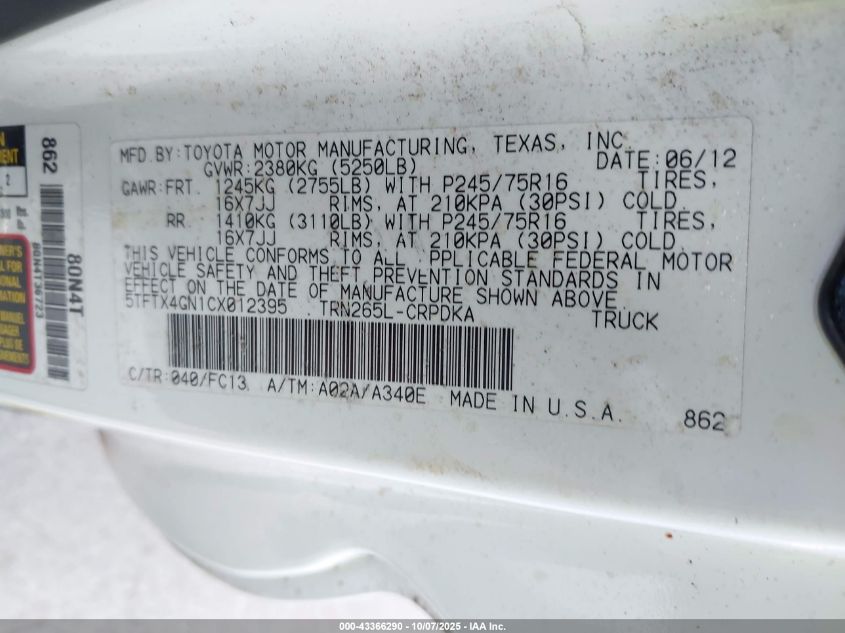 MFD.BY:TOYOTA MOTOR MANUFACTURING, TEXAS, INC.
GVWR:2380KG (5250LB) DATE:06/12
GAWR:FRT. 1245KG (2755LB) WITH P245/75R16 TIRES,
16X7JJ RIMS, AT 210KPA (30PSI) COLD
RR 1410KG (3110LB) WITH P245/75R16 TIRES,
16X7JJ RIMS, AT 210KPA (30PSI) COLD
THIS VEHICLE CONFORMS TO ALL PPLICABLE FEDERAL MOTOR
VEHICLE SAFETY AND THEFT PREVENTION STANDARDS IN
EFFECT ON THE DATE OF MANUFACTURE SHOWN ABOVE.
5TFTX4GN1CX012395 TRN265L-CRPDKA TRUCK
C/TR:040/FC13 A/TM:A02A/A340E MADE IN U.S.A.
862
862
80N4T
80N4T36723
000-43366290 - 10/07/2025 - IAA Inc.